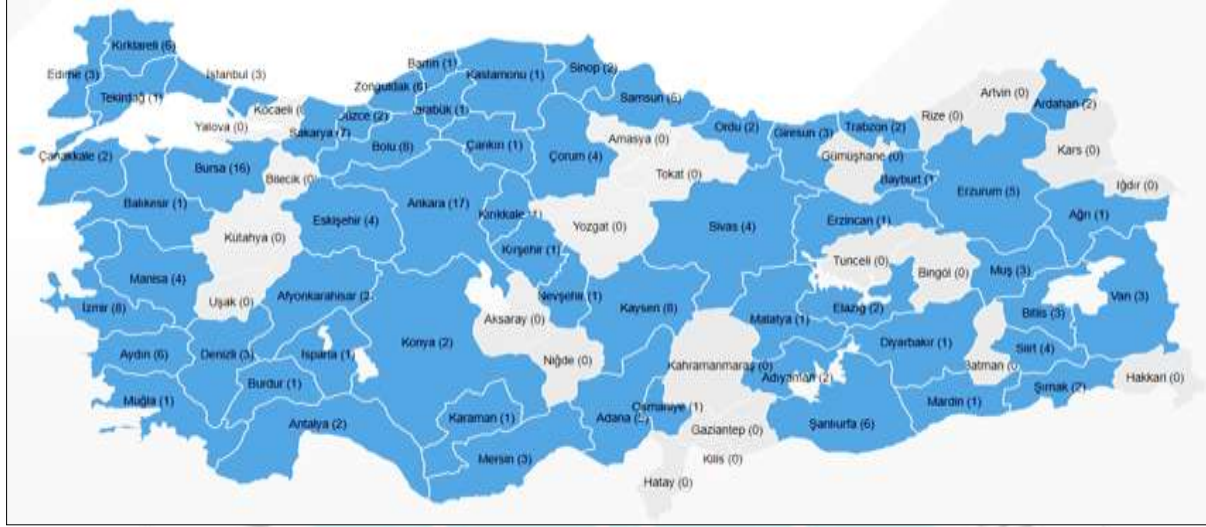 Kırklareli (6)
Edirne (3)
İstanbul (3)
Tekirdağ (1)
Kocaeli
Yalova (0)
Sakarya (7)
Düzce (2)
Zonguldak (6)
Bartın (1)
Karabük (1)
Kastamonu (1)
Sinop (2)
Samsun (5)
Amasya (0)
Tokat (0)
Ordu (2)
Giresun (3)
Trabzon (2)
Gümüşhane (0)
Bayburt (1
Rize (0)
Artvin (0)
Ardahan (2)
Kars (0)
Iğdır (0)
Çanakkale (2)
Bursa (16)
Bilecik (0)
Bolu (8)
Çankırı (1)
Çorum (4)
Balıkesir (1)
Kütahya (0)
Eskişehir (4)
Ankara (17)
Kırıkkale
Kırşehir (1)
Yozgat (0)
Sivas (4)
Erzincan (1)
Erzurum (5)
Ağrı (1)
Manisa (4)
Uşak (0)
Afyonkarahisar (2
İzmir (8)
Aksaray (0)
Nevşehir (1)
Kayseri (8)
Malatya (1)
Tunceli (0)
Bingöl (0)
Elazığ (2)
Muş (3)
Bitlis (3)
Van (3)
Aydın (6)
Denizli (3)
Isparta (1)
Konya (2)
Niğde (0)
Kahramanmaraş (0)
Adıyaman (2)
Diyarbakır (1)
Batman (0
Siirt (4)
Hakkari (0)
Muğla (1)
Burdur (1)
Antalya (2)
Karaman (1)
Mersin (3)
Adana
Osmaniye (1)
Gaziantep (0)
Şanlıurfa (6)
Mardin (1)
Şırnak (2)
Kilis (0)
Hatay (0)